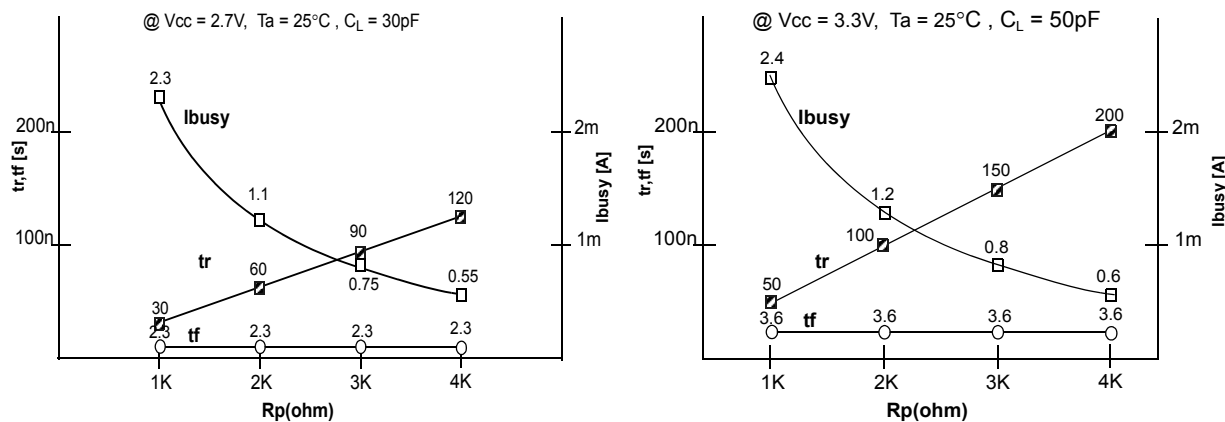 @ Vcc = 2.7V, Ta = 25°C , CL = 30pF
2.3
Ibusy
200n
2m
tr,tf [s]
Ibusy [A]
1.1
120
90
100n
1m
tr
60
0.75
0.55
30
tf
2.3
2.3
2.3
2.3
1K
2K
3K
4K
Rp(ohm)
@ Vcc = 3.3V, Ta = 25°C , CL = 50pF
2.4
Ibusy
200
200n
2m
tr,tf [s]
Ibusy [A]
150
1.2
100
100n
1m
tr
0.8
0.6
50
tf
3.6
3.6
3.6
3.6
1K
2K
3K
4K
Rp(ohm)